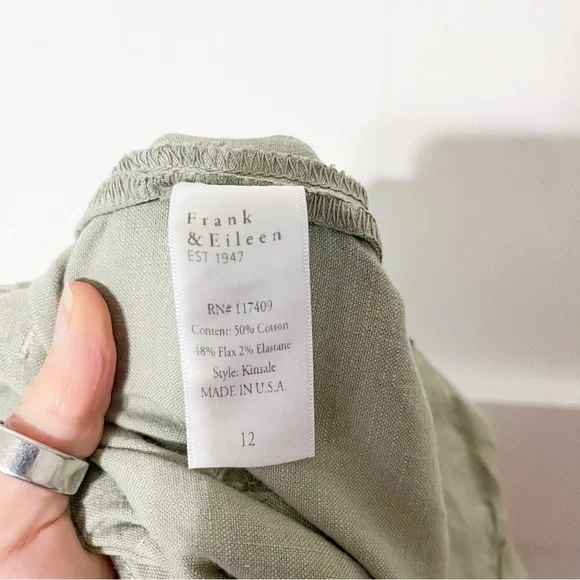 Frank
& Eileen
EST 1947
RN# 117409
Content: 50% Cotton
48% Flax 2% Elastane
Style: Kinsale
MADE IN U.S.A.
12